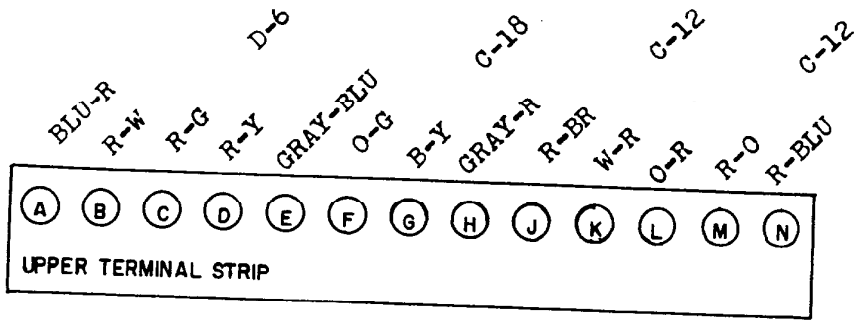 D-6 C-18 C-12 C-12
BLU-R R-W R-G R-Y GRAY-BLU O-G B-Y GRAY-R R-BR W-R O-R R-O R-BLU
A B C D E F G H J K L M N
UPPER TERMINAL STRIP